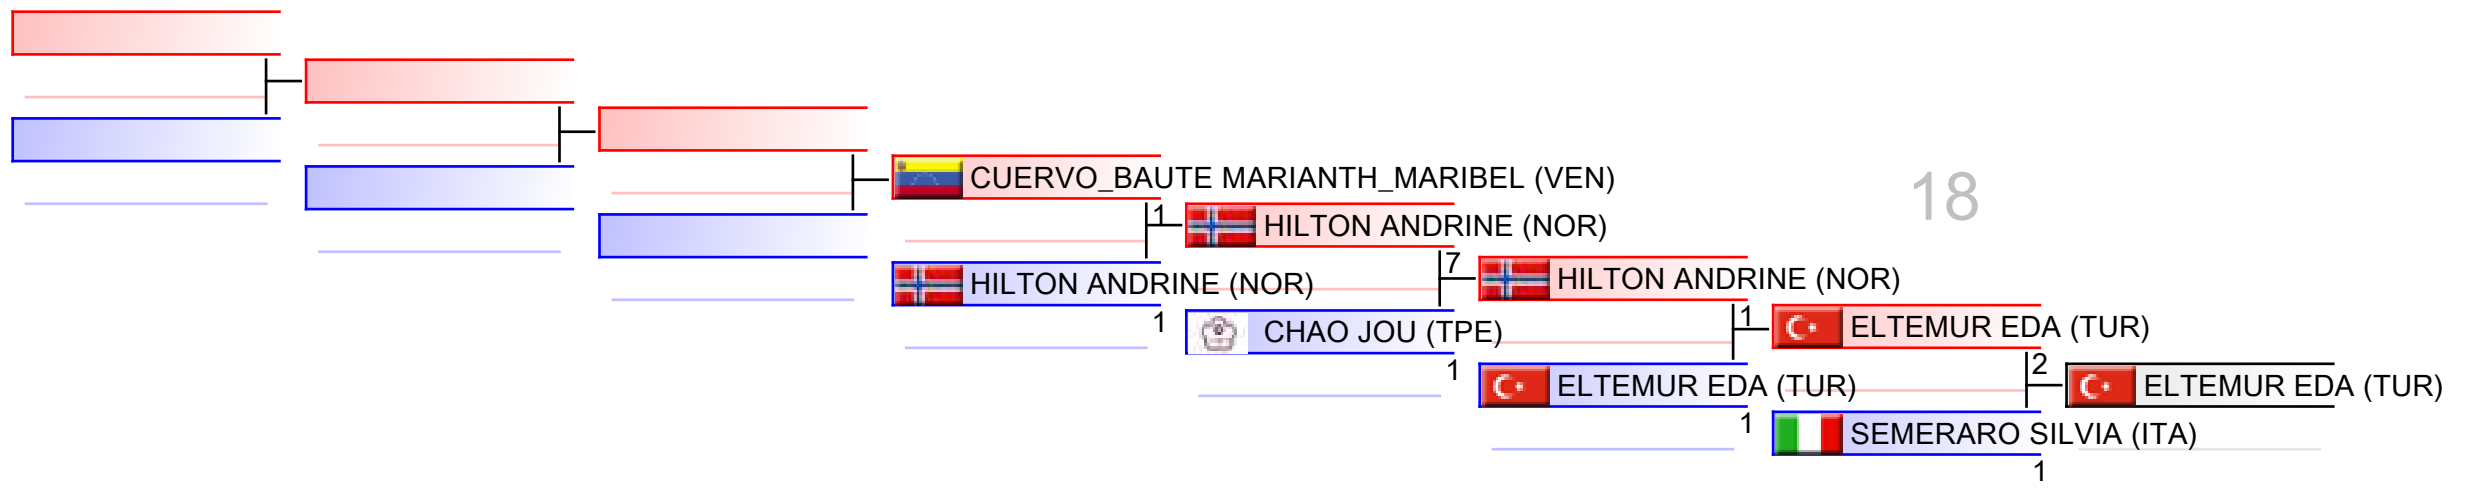 CUERVO_BAUTE MARIANTH_MARIBEL (VEN)
18
1
HILTON ANDRINE (NOR)
HILTON ANDRINE (NOR)
7
HILTON ANDRINE (NOR)
1
CHAO JOU (TPE)
1
ELTEMUR EDA (TUR)
1
2
ELTEMUR EDA (TUR)
ELTEMUR EDA (TUR)
1
SEMERARO SILVIA (ITA)
1